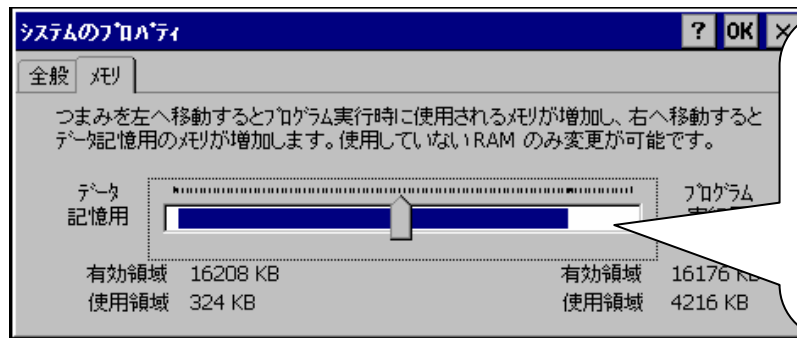 システムのプロパティ
? OK ×
全般 メモリ
つまみを左へ移動するとプログラム実行時に使用されるメモリが増加し、右へ移動すると
データ記憶用のメモリが増加します。使用していないRAM のみ変更が可能です。
データ
記憶用
プログラム
有効領域 16208 KB
使用領域 324 KB
有効領域 16176 KB
使用領域 4216 KB